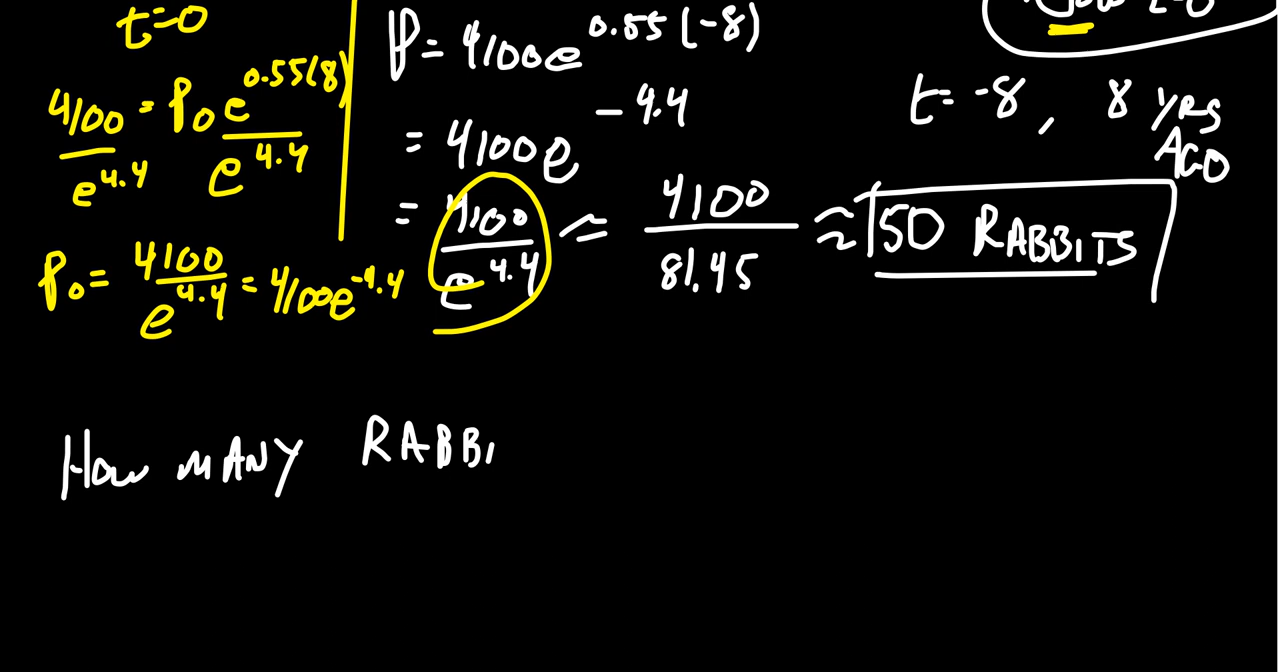 t=0
4100/e^4.4 = P₀e^0.55(8)/e^4.4
P₀ = 4100/e^4.4 = 4100e^-4.4
P = 4100e^0.55(-8)
= 4100e^-4.4
= 4100/e^4.4 ≈ 4100/81.45 ≈ 50 RABBITS
t= -8, 8 YRS
AGO
HOW MANY RABBI